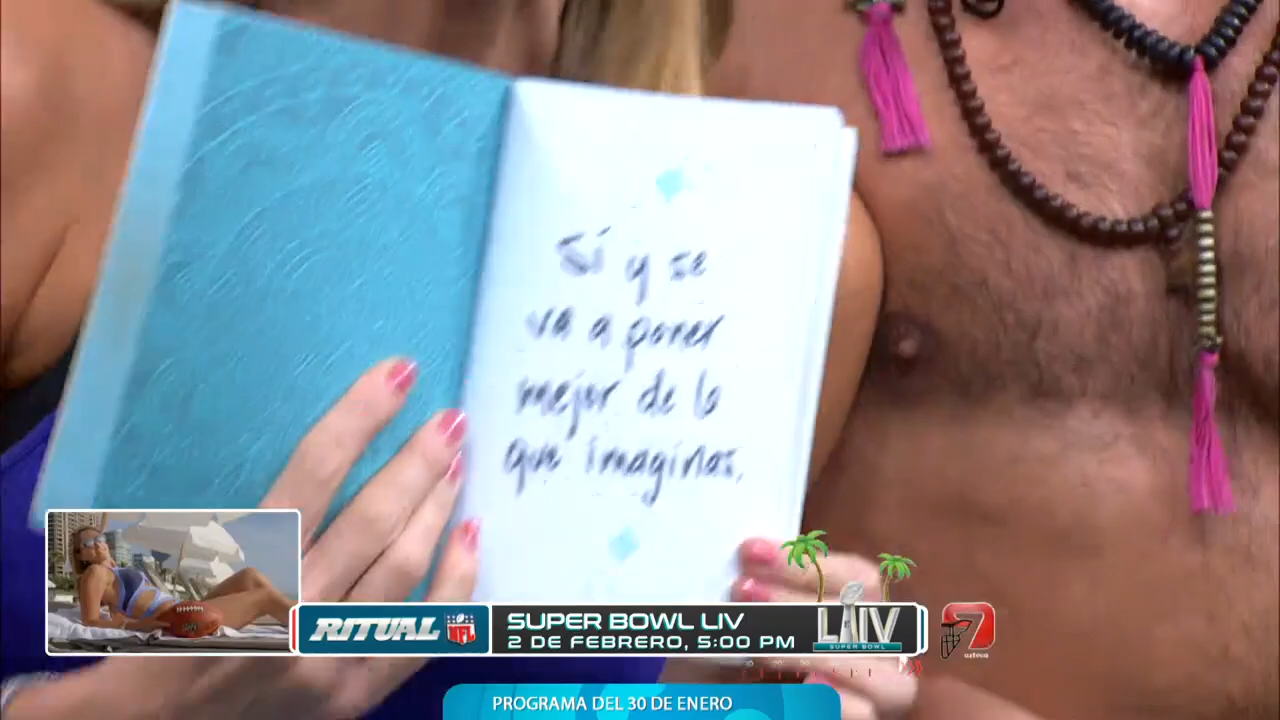 Sí y se
va a poner
mejor de lo
que imaginas.
RITUAL NFL
SUPER BOWL LIV
2 DE FEBRERO, 5:00 PM
LIV
SUPER BOWL
7
azteca
PROGRAMA DEL 30 DE ENERO